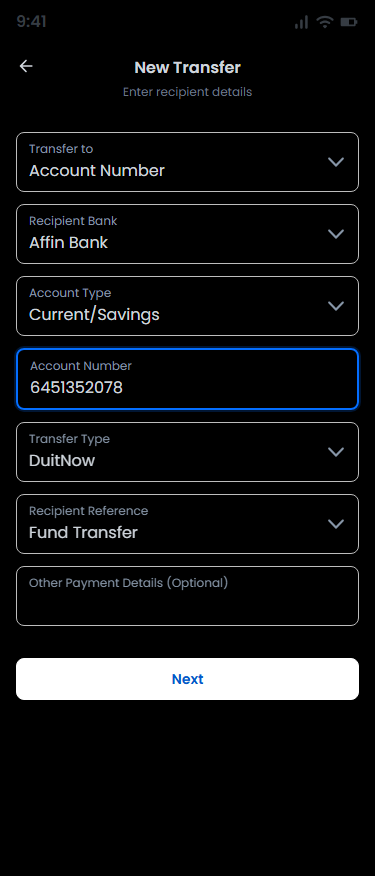 9:41
New Transfer
Enter recipient details
Transfer to
Account Number
Recipient Bank
Affin Bank
Account Type
Current/Savings
Account Number
6451352078
Transfer Type
DuitNow
Recipient Reference
Fund Transfer
Other Payment Details (Optional)
Next